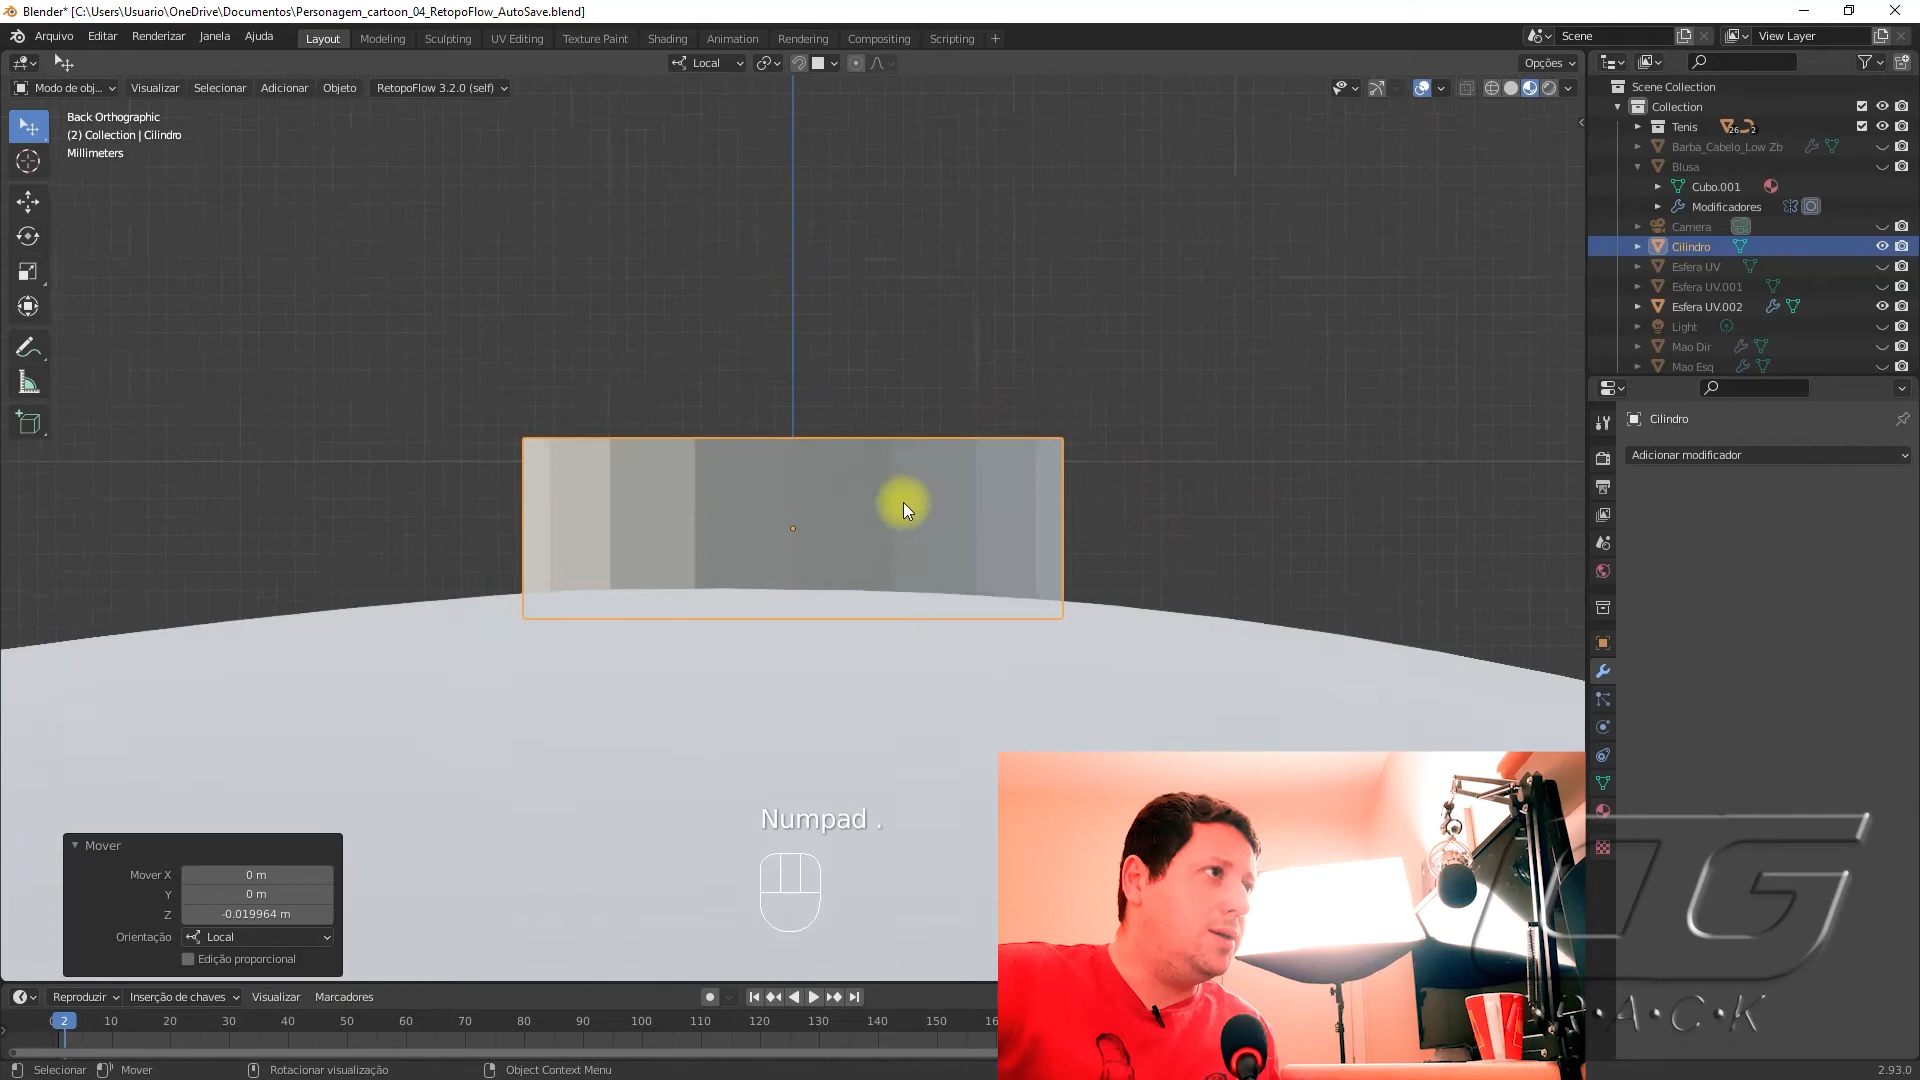 Blender* [C:\Users\Usuario\OneDrive\Documentos\Personagem_cartoon_04_RetopoFlow_AutoSave.blend]
Arquivo Editar Renderizar Janela Ajuda Layout Modeling Sculpting UV Editing Texture Paint Shading Animation Rendering Compositing Scripting + Scene View Layer
Local Opções
Modo de obj... Visualizar Selecionar Adicionar Objeto RetopoFlow 3.2.0 (self)
Back Orthographic
(2) Collection | Cilindro
Millimeters
Scene Collection
Collection
Tenis 26 2
Barba_Cabelo_Low Zb
Blusa
Cubo.001
Modificadores
Camera
Cilindro
Esfera UV
Esfera UV.001
Esfera UV.002
Light
Mao Dir
Mao Esq
Cilindro
Adicionar modificador
Numpad .
Mover
Mover X 0 m
Y 0 m
Z -0.019964 m
Orientação Local
Edição proporcional
Reproduzir Inserção de chaves Visualizar Marcadores
2 10 20 30 40 50 60 70 80 90 100 110 120 130 140 150
Selecionar Mover Rotacionar visualização Object Context Menu 2.93.0